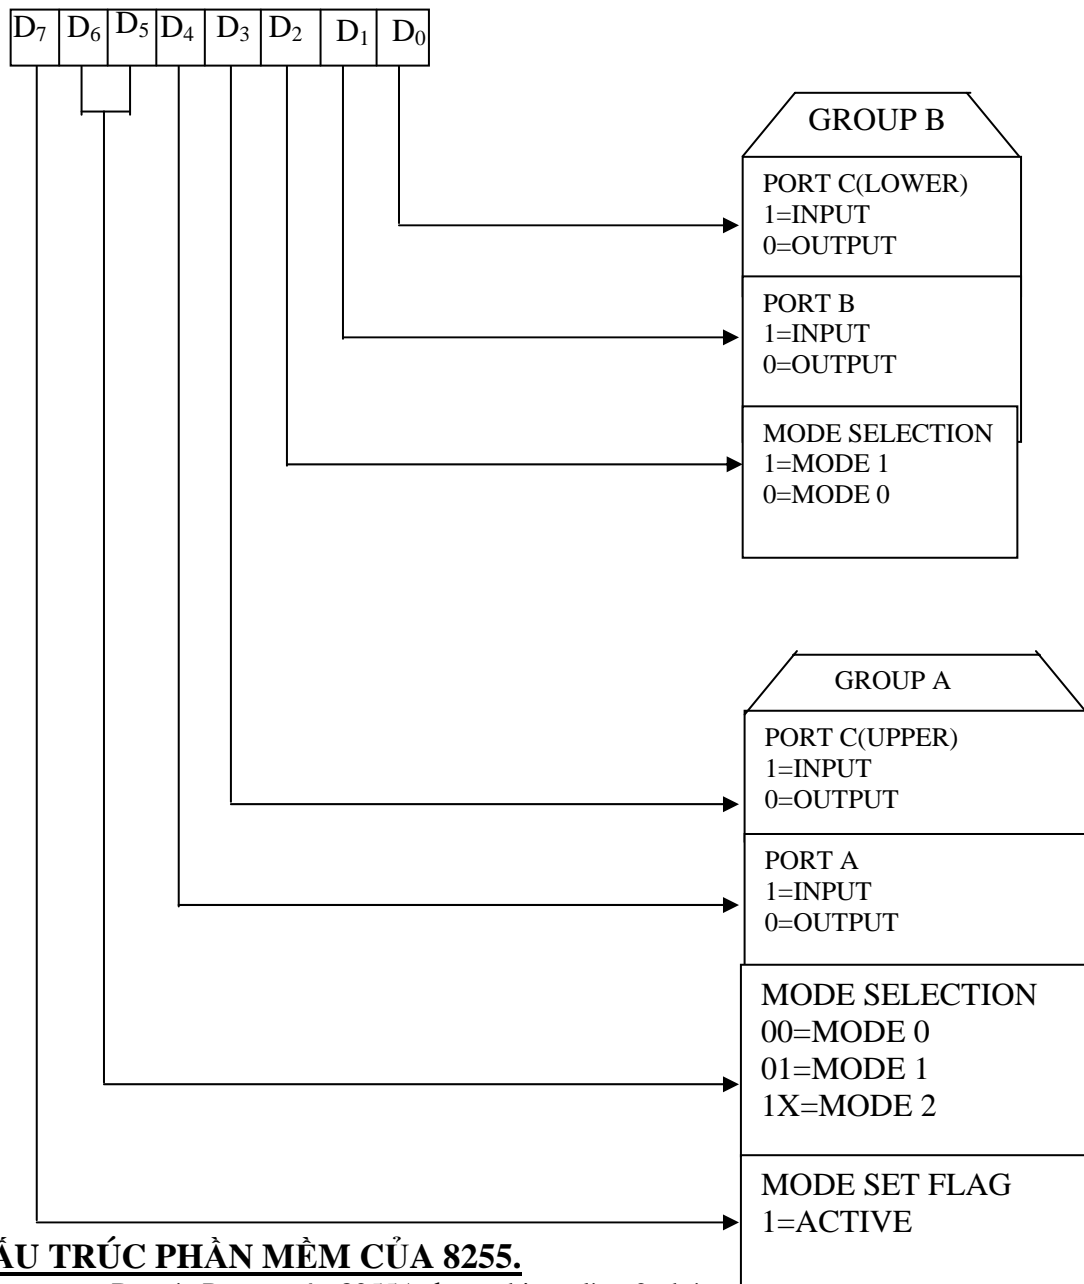 D₇ D₆ D₅ D₄ D₃ D₂ D₁ D₀
GROUP B
PORT C(LOWER)
1=INPUT
0=OUTPUT
PORT B
1=INPUT
0=OUTPUT
MODE SELECTION
1=MODE 1
0=MODE 0
GROUP A
PORT C(UPPER)
1=INPUT
0=OUTPUT
PORT A
1=INPUT
0=OUTPUT
MODE SELECTION
00=MODE 0
01=MODE 1
1X=MODE 2
MODE SET FLAG
1=ACTIVE
ẤU TRÚC PHẦN MỀM CỦA 8255.